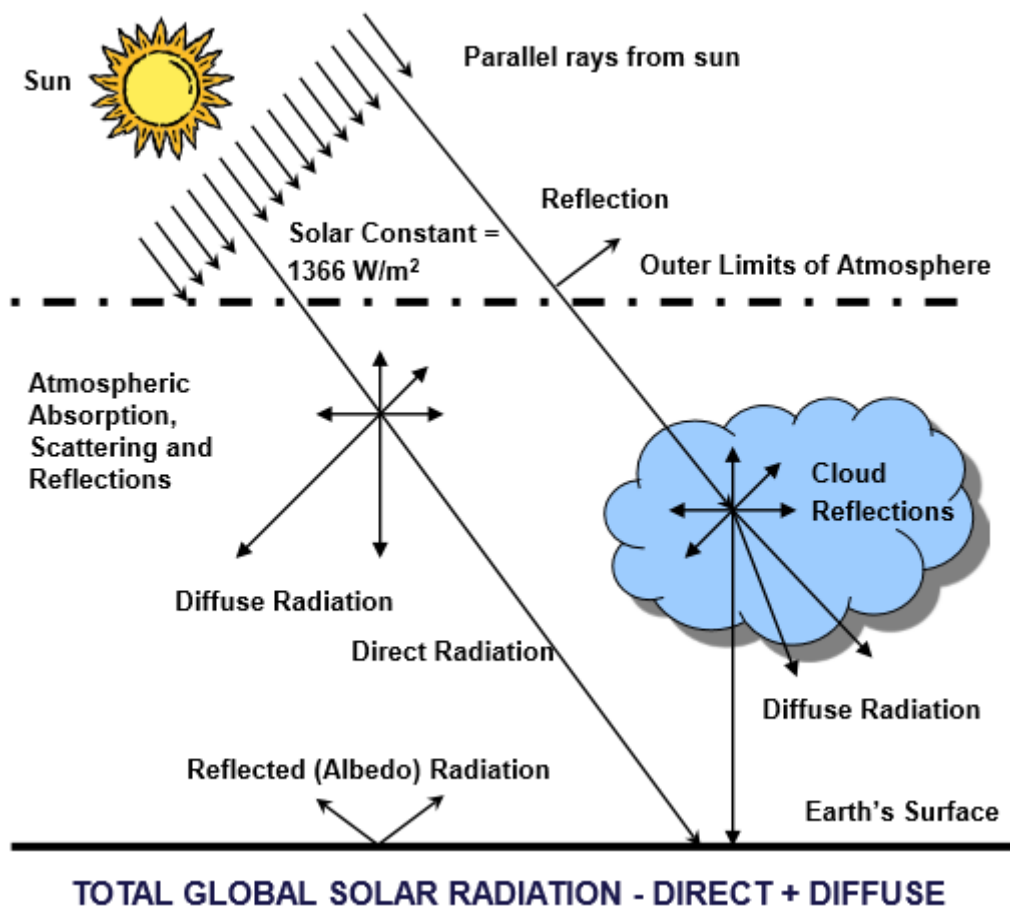 Sun
Parallel rays from sun
Reflection
Solar Constant =
1366 W/m²
Outer Limits of Atmosphere
Atmospheric
Absorption,
Scattering and
Reflections
Cloud
Reflections
Diffuse Radiation
Direct Radiation
Diffuse Radiation
Reflected (Albedo) Radiation
Earth's Surface
TOTAL GLOBAL SOLAR RADIATION - DIRECT + DIFFUSE